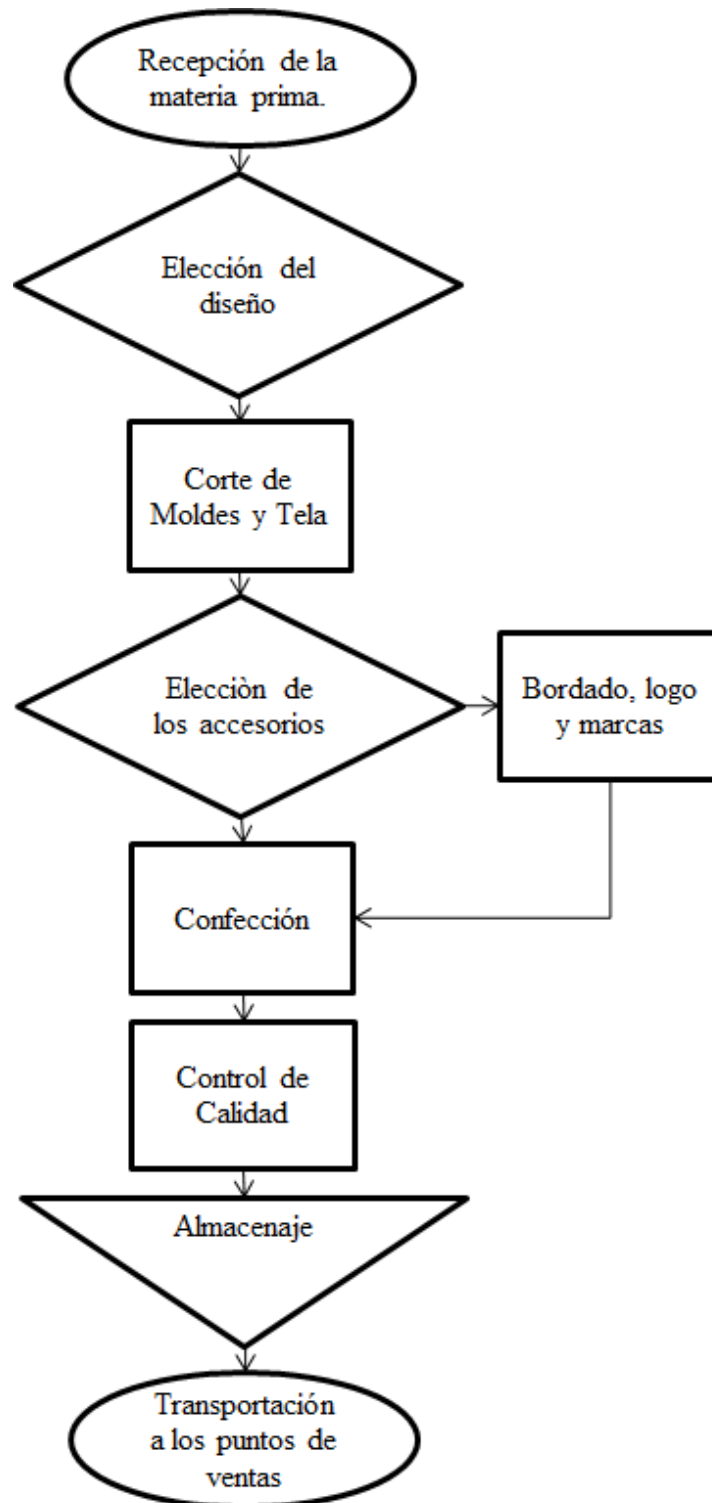 Recepción de la
materia prima.
Elección del
diseño
Corte de
Moldes y Tela
Elecciòn de
los accesorios
Bordado, logo
y marcas
Confección
Control de
Calidad
Almacenaje
Transportación
a los puntos de
ventas